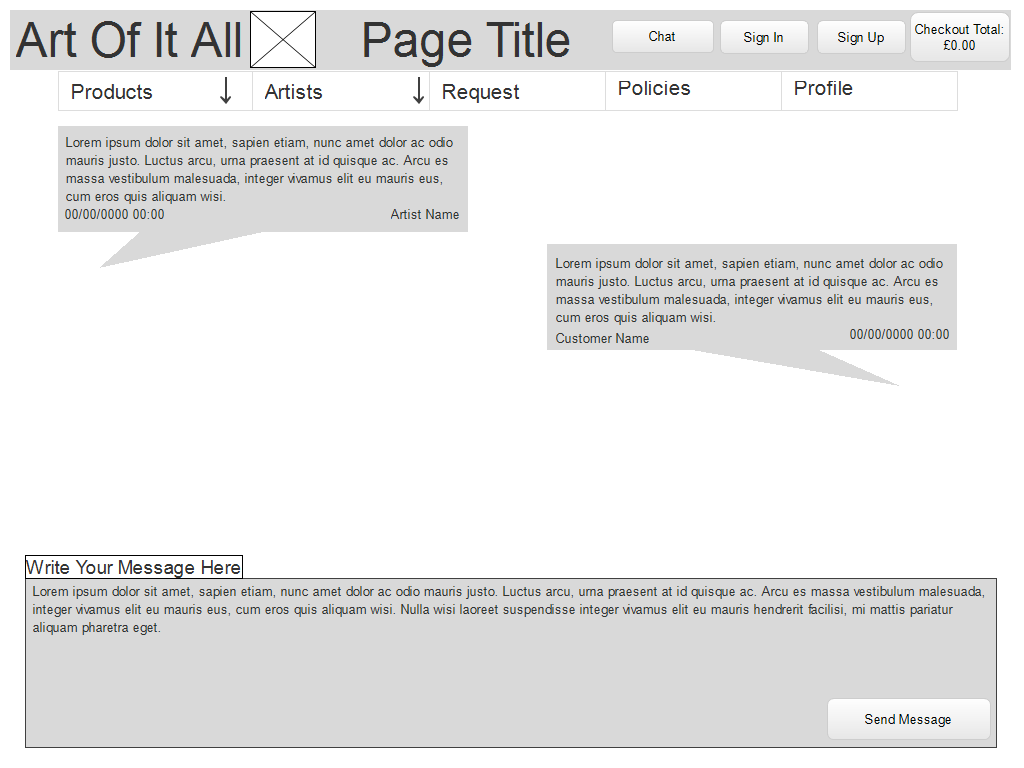 Art Of It All
Page Title
Chat
Sign In
Sign Up
Checkout Total:
£0.00
Products
Artists
Request
Policies
Profile
Lorem ipsum dolor sit amet, sapien etiam, nunc amet dolor ac odio
mauris justo. Luctus arcu, urna praesent at id quisque ac. Arcu es
massa vestibulum malesuada, integer vivamus elit eu mauris eus,
cum eros quis aliquam wisi.
00/00/0000 00:00
Artist Name
Lorem ipsum dolor sit amet, sapien etiam, nunc amet dolor ac odio
mauris justo. Luctus arcu, urna praesent at id quisque ac. Arcu es
massa vestibulum malesuada, integer vivamus elit eu mauris eus,
cum eros quis aliquam wisi.
Customer Name
00/00/0000 00:00
Write Your Message Here
Lorem ipsum dolor sit amet, sapien etiam, nunc amet dolor ac odio mauris justo. Luctus arcu, urna praesent at id quisque ac. Arcu es massa vestibulum malesuada,
integer vivamus elit eu mauris eus, cum eros quis aliquam wisi. Nulla wisi laoreet suspendisse integer vivamus elit eu mauris hendrerit facilisi, mi mattis pariatur
aliquam pharetra eget.
Send Message